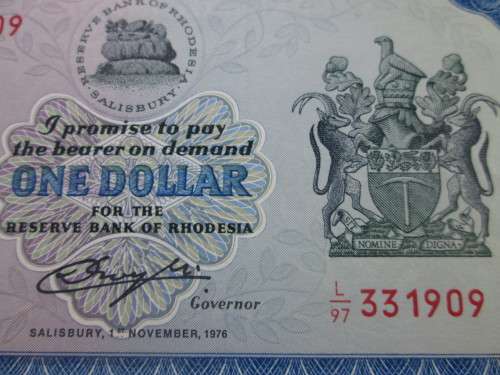 09
RESERVE BANK OF RHODESIA
SALISBURY
I promise to pay
the bearer on demand
ONE DOLLAR
FOR THE
RESERVE BANK OF RHODESIA
Governor
SALISBURY, 1ST NOVEMBER, 1976
NOMINE DIGNA
L/97 331909